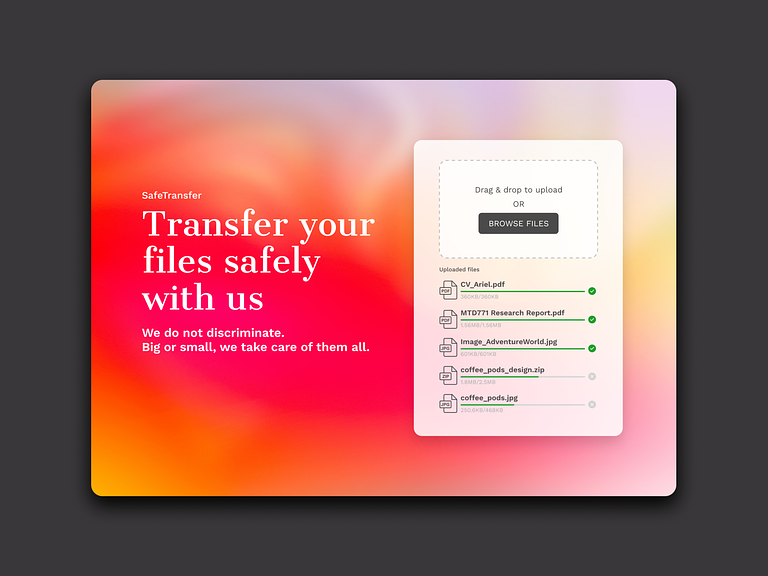 SafeTransfer
Transfer your
files safely
with us
We do not discriminate.
Big or small, we take care of them all.
Drag & drop to upload
OR
BROWSE FILES
Uploaded files
PDF
CV_Ariel.pdf
360KB/360KB
PDF
MTD771 Research Report.pdf
1.56MB/1.56MB
JPG
Image_AdventureWorld.jpg
601KB/601KB
ZIP
coffee_pods_design.zip
1.8MB/2.5MB
JPG
coffee_pods.jpg
250.6KB/468KB